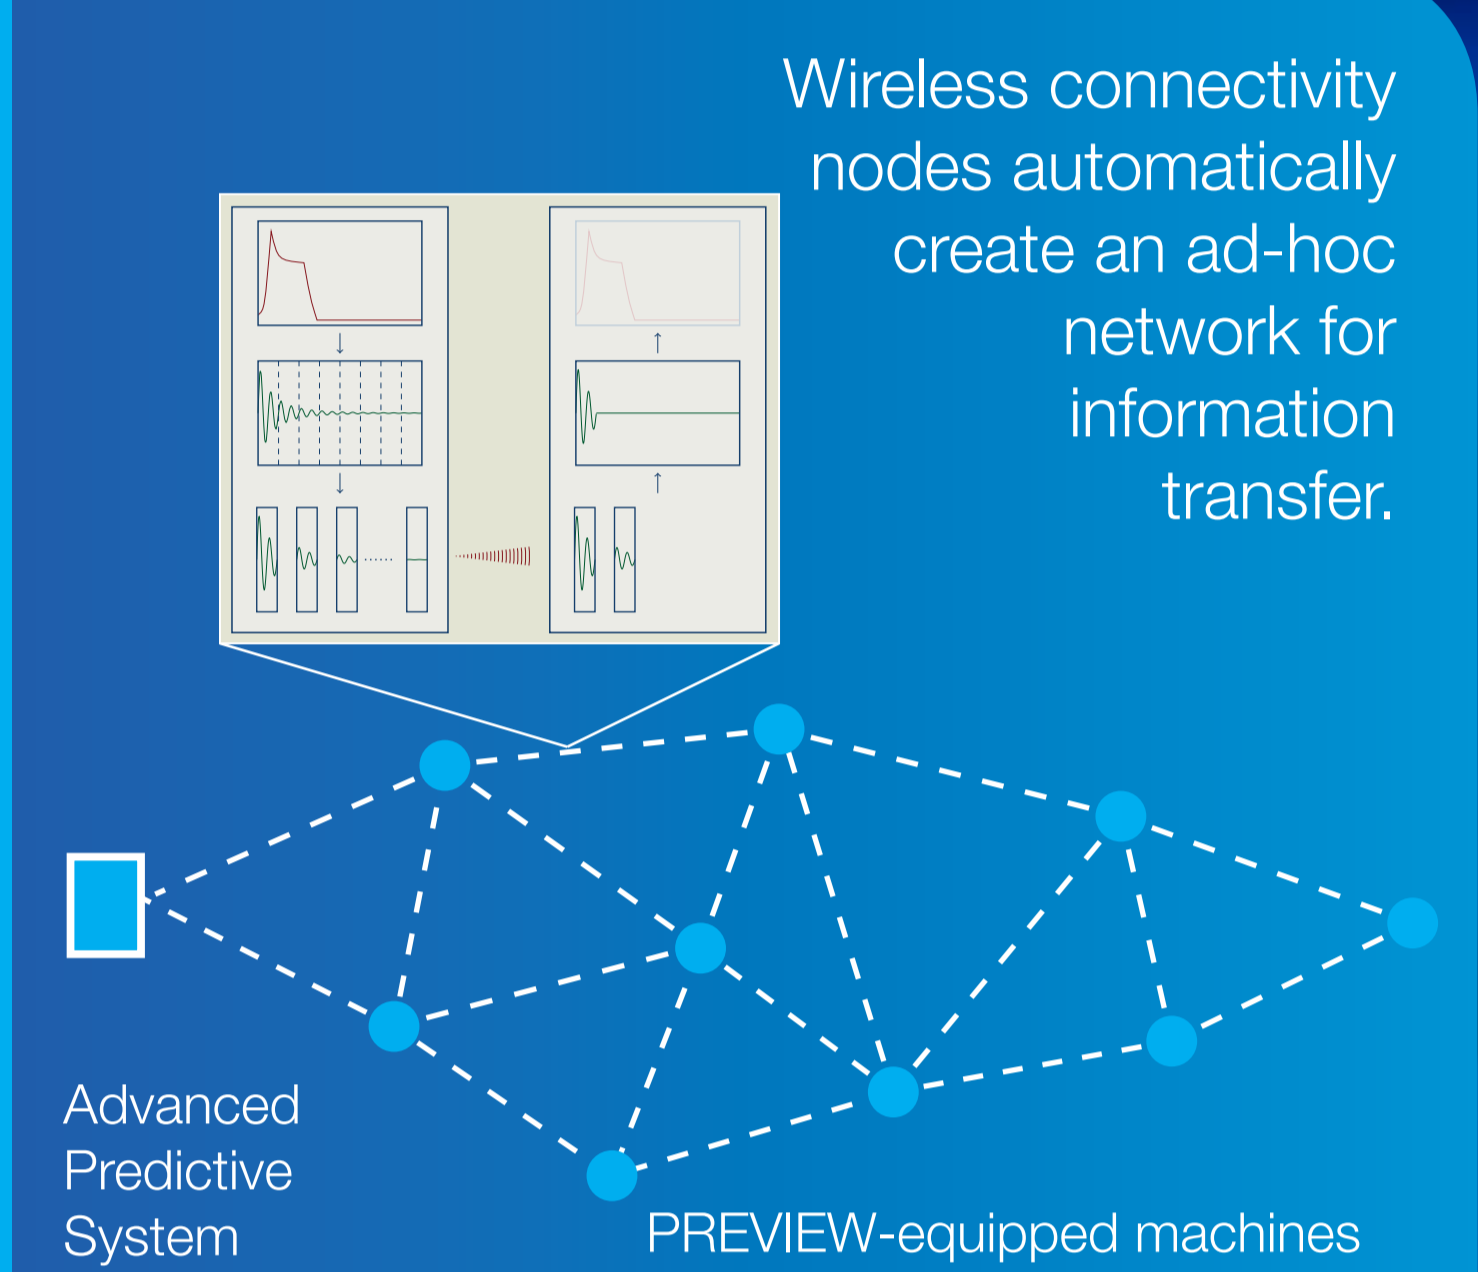 Wireless connectivity
nodes automatically
create an ad-hoc
network for
information
transfer.
Advanced
Predictive
System
PREVIEW-equipped machines